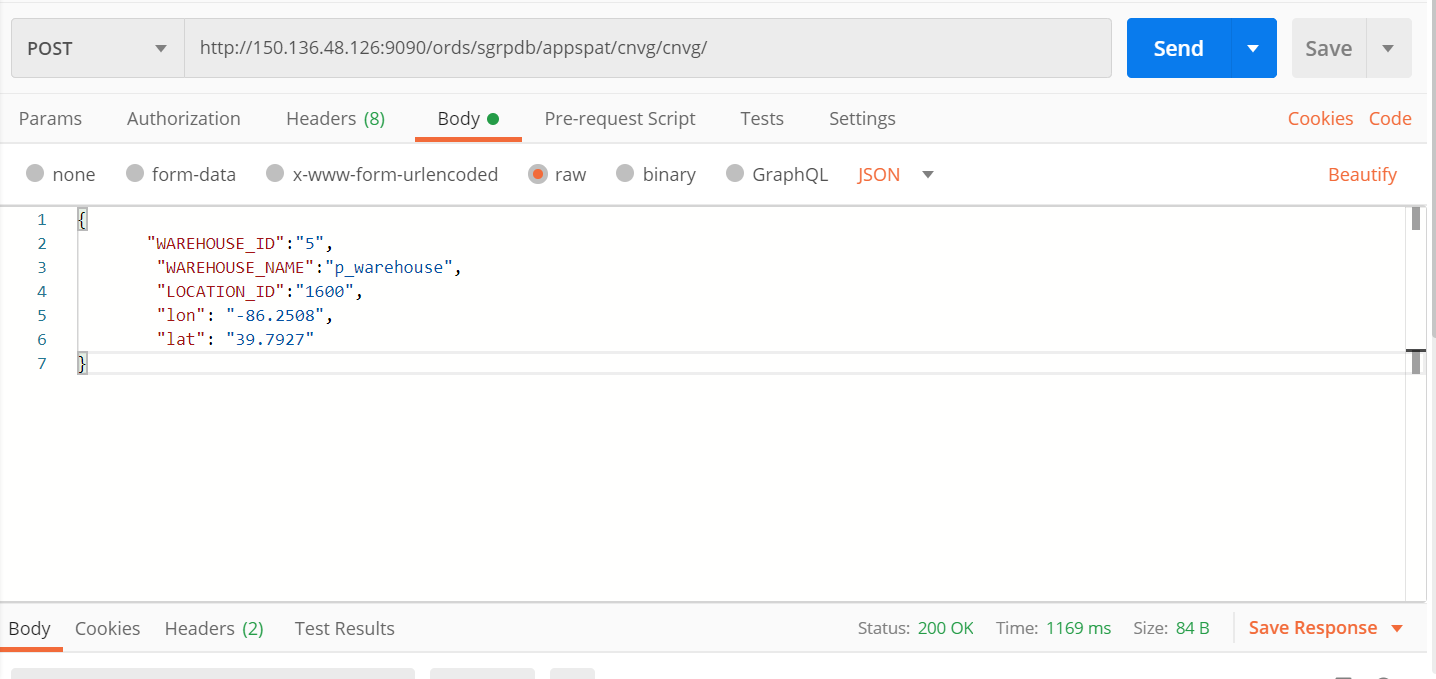 POST http://150.136.48.126:9090/ords/sgrpdb/appspat/cnvg/cnvg/ Send Save
Params Authorization Headers (8) Body Pre-request Script Tests Settings Cookies Code
none form-data x-www-form-urlencoded raw binary GraphQL JSON Beautify
1 {
2 "WAREHOUSE_ID":"5",
3 "WAREHOUSE_NAME":"p_warehouse",
4 "LOCATION_ID":"1600",
5 "lon": "-86.2508",
6 "lat": "39.7927"
7 }
Body Cookies Headers (2) Test Results Status: 200 OK Time: 1169 ms Size: 84 B Save Response